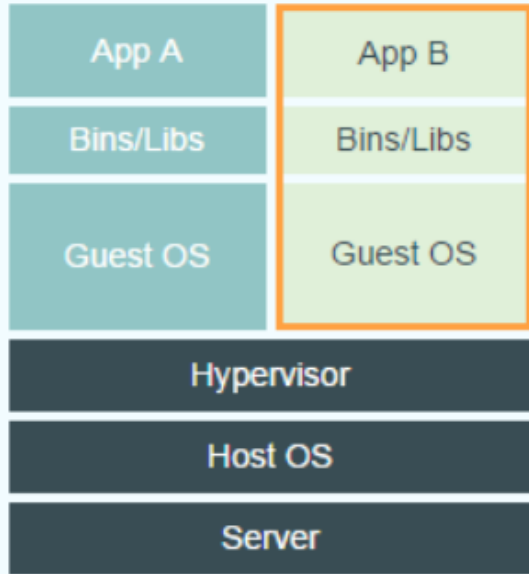 App A
App B
Bins/Libs
Bins/Libs
Guest OS
Guest OS
Hypervisor
Host OS
Server